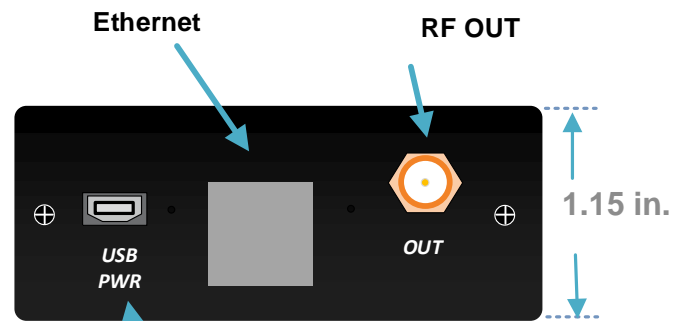 Ethernet
RF OUT
1.15 in.
USB
PWR
OUT